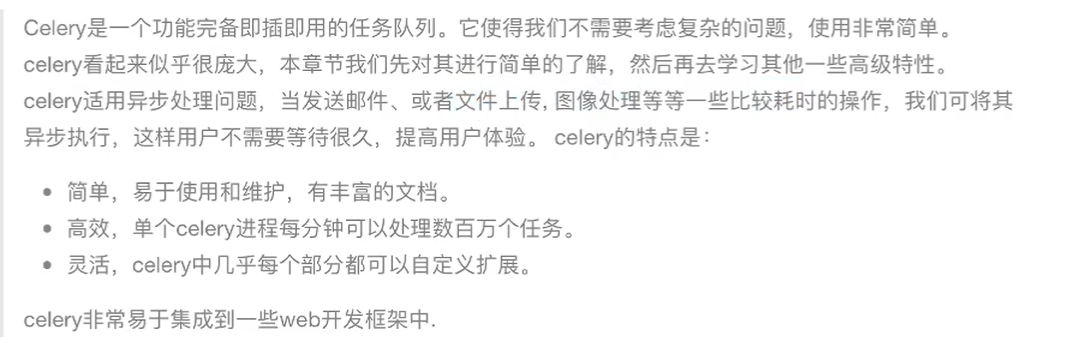 Celery是一个功能完备即插即用的任务队列。它使得我们不需要考虑复杂的问题，使用非常简单。
celery看起来似乎很庞大，本章节我们先对其进行简单的了解，然后再去学习其他一些高级特性。
celery适用异步处理问题，当发送邮件、或者文件上传, 图像处理等等一些比较耗时的操作，我们可将其
异步执行，这样用户不需要等待很久，提高用户体验。 celery的特点是：
• 简单，易于使用和维护，有丰富的文档。
• 高效，单个celery进程每分钟可以处理数百万个任务。
• 灵活，celery中几乎每个部分都可以自定义扩展。
celery非常易于集成到一些web开发框架中.